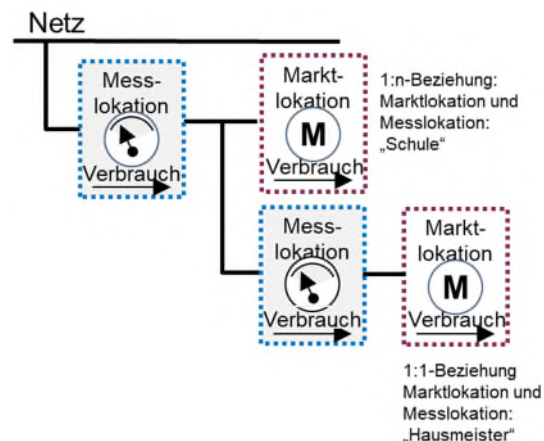 Netz
Mess-
lokation
Verbrauch
Markt-
lokation
M
Verbrauch
1:n-Beziehung:
Marktlokation und
Messlokation:
„Schule“
Mess-
lokation
Verbrauch
Markt-
lokation
M
Verbrauch
1:1-Beziehung
Marktlokation und
Messlokation:
„Hausmeister“